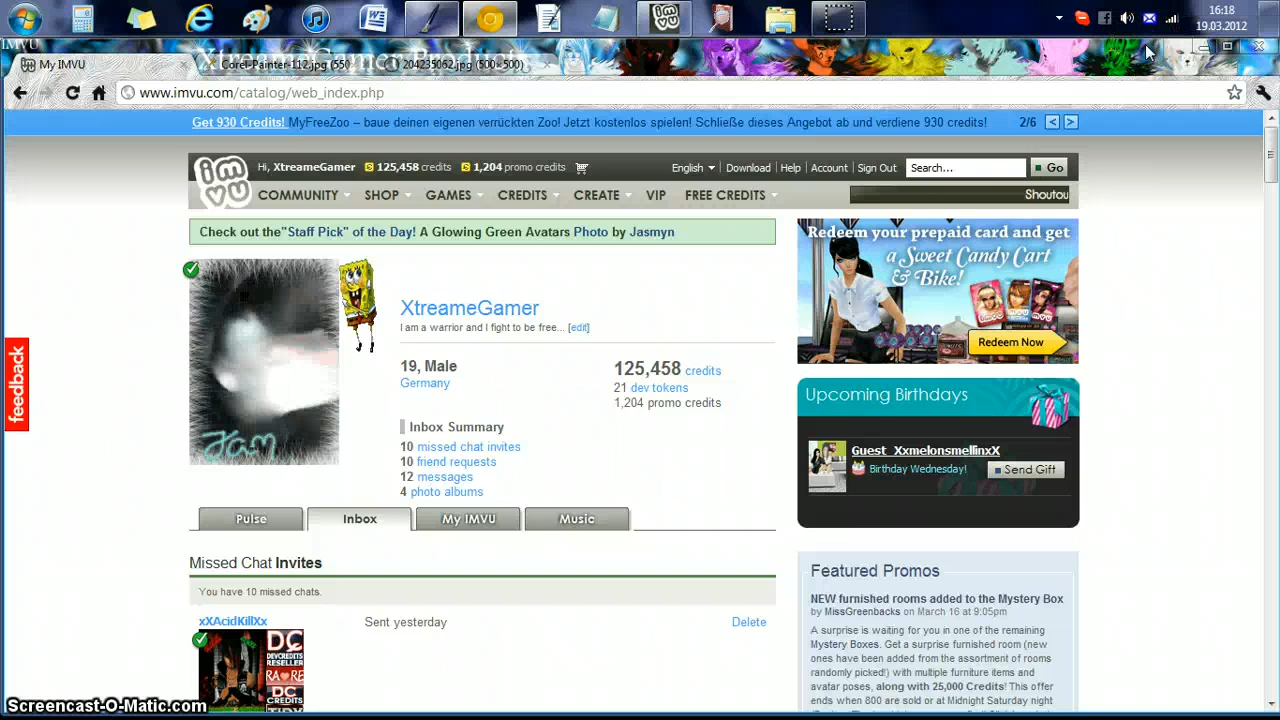 16:18
19.03.2012
IMVU
My IMVU
Corel-Painter-112.jpg (550
204235062.jpg (500×500)
www.imvu.com/catalog/web_index.php
Get 930 Credits! MyFreeZoo – baue deinen eigenen verrückten Zoo! Jetzt kostenlos spielen! Schließe dieses Angebot ab und verdiene 930 credits! 2/6 < >
imvu
Hi, XtreameGamer 125,458 credits 1,204 promo credits
English Download Help Account Sign Out Search... Go
COMMUNITY SHOP GAMES CREDITS CREATE VIP FREE CREDITS
Shoutou
Check out the"Staff Pick" of the Day! A Glowing Green Avatars Photo by Jasmyn
XtreameGamer
I am a warrior and I fight to be free... [edit]
19, Male
Germany
125,458 credits
21 dev tokens
1,204 promo credits
Inbox Summary
10 missed chat invites
10 friend requests
12 messages
4 photo albums
Jam
feedback
Pulse Inbox My IMVU Music
Missed Chat Invites
You have 10 missed chats.
xXAcidKillXx
Sent yesterday
Delete
DC
DEVCREDITS
RESELLER
RARE
DC
CREDITS
Redeem your prepaid card and get
a Sweet Candy Cart
& Bike!
Redeem Now
Upcoming Birthdays
Guest_XxmelonsmellinxX
Birthday Wednesday!
Send Gift
Featured Promos
NEW furnished rooms added to the Mystery Box
by MissGreenbacks on March 16 at 9:05pm
A surprise is waiting for you in one of the remaining
Mystery Boxes. Get a surprise furnished room (new
ones have been added from the assortment of rooms
randomly picked!) with multiple furniture items and
avatar poses, along with 25,000 Credits! This offer
ends when 800 are sold or at Midnight Saturday night
Screencast-O-Matic.com